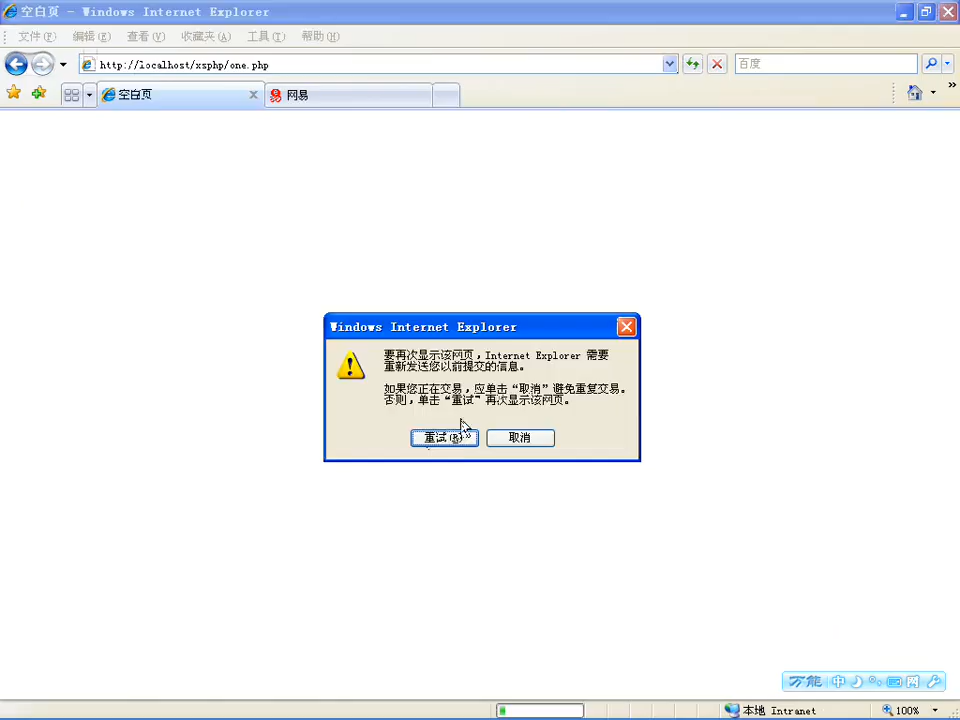 空白页 - Windows Internet Explorer
文件(F) 编辑(E) 查看(V) 收藏夹(A) 工具(T) 帮助(H)
http://localhost/xsphp/one.php 百度
空白页 网易
Windows Internet Explorer
要再次显示该网页，Internet Explorer 需要
重新发送您以前提交的信息。
如果您正在交易，应单击“取消”避免重复交易。
否则，单击“重试”再次显示该网页。
重试(R) 取消
万能 中
本地 Intranet 100%